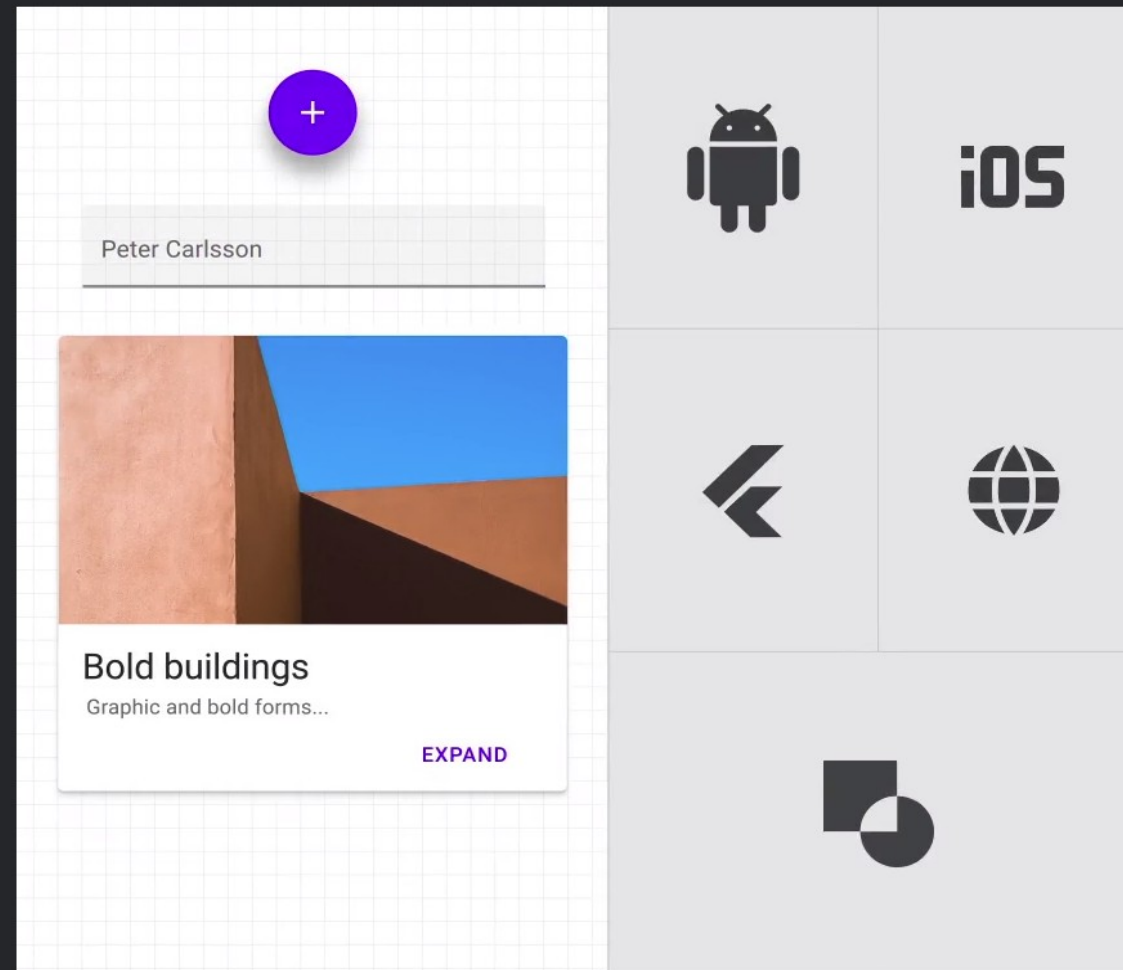 Peter Carlsson
Bold buildings
Graphic and bold forms...
EXPAND
iOS